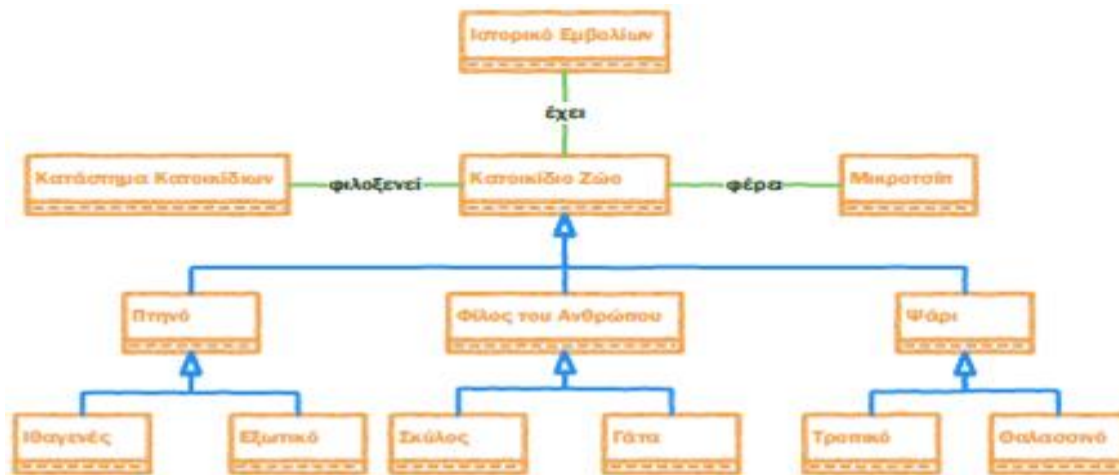 Ιστορικό Εμβολίων
έχει
Κατάστημα Κατοικίδιων
φιλοξενεί
Κατοικίδιο Ζώο
φέρει
Μικροτσίπ
Πτηνό
Φίλος του Ανθρώπου
Ψάρι
Ιθαγενές
Εξωτικό
Σκύλος
Γάτα
Τροπικό
Θαλασσινό